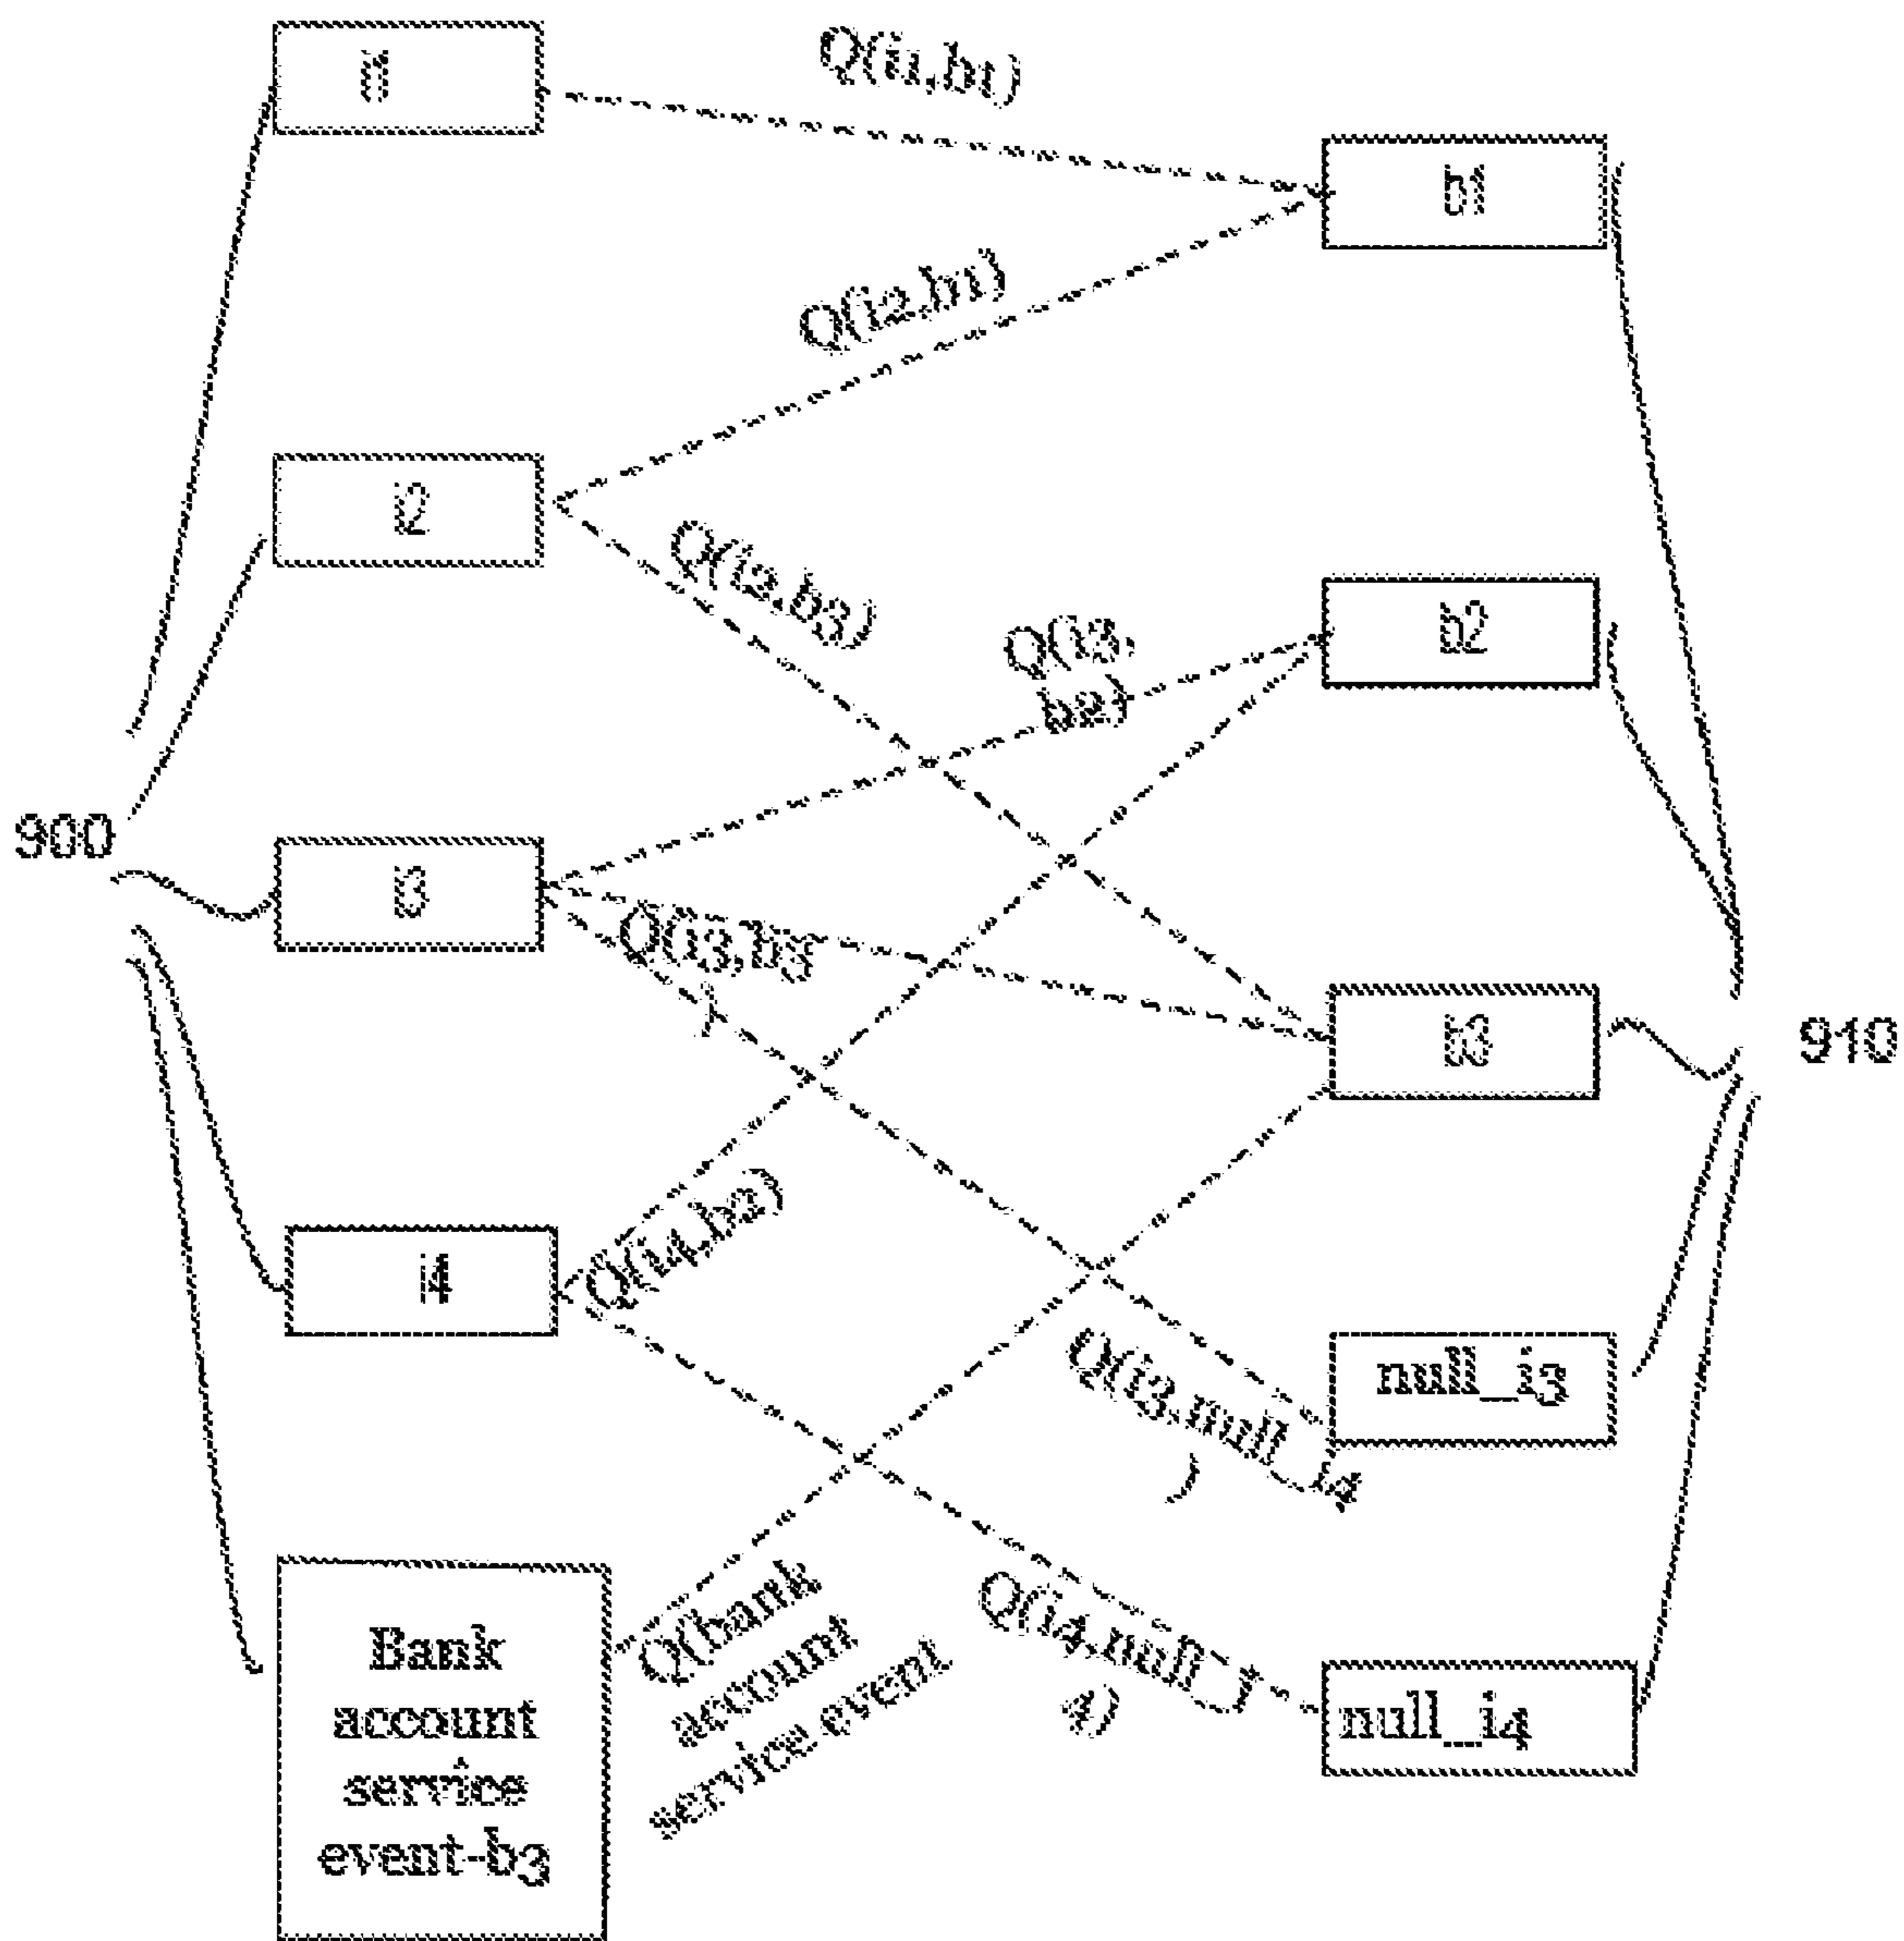 i1
Q(i1,b1)
b1
Q(i2,b1)
i2
Q(i2,b3)
Q(i3,
b2)
b2
900
i3
Q(i3,b3
)
b3
910
i4
Q(i4,b2)
null_i3
Q(i3,null_i4
)
Bank
account
service
event-b3
Q(bank
account
service event
Q(i4,null_i
4)
null_i4